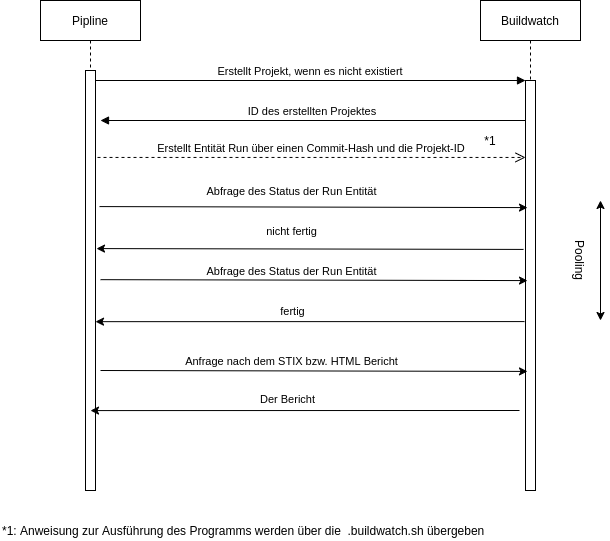 Pipline
Buildwatch
Erstellt Projekt, wenn es nicht existiert
ID des erstellten Projektes
*1
Erstellt Entität Run über einen Commit-Hash und die Projekt-ID
Abfrage des Status der Run Entität
nicht fertig
Pooling
Abfrage des Status der Run Entität
fertig
Anfrage nach dem STIX bzw. HTML Bericht
Der Bericht
*1: Anweisung zur Ausführung des Programms werden über die .buildwatch.sh übergeben